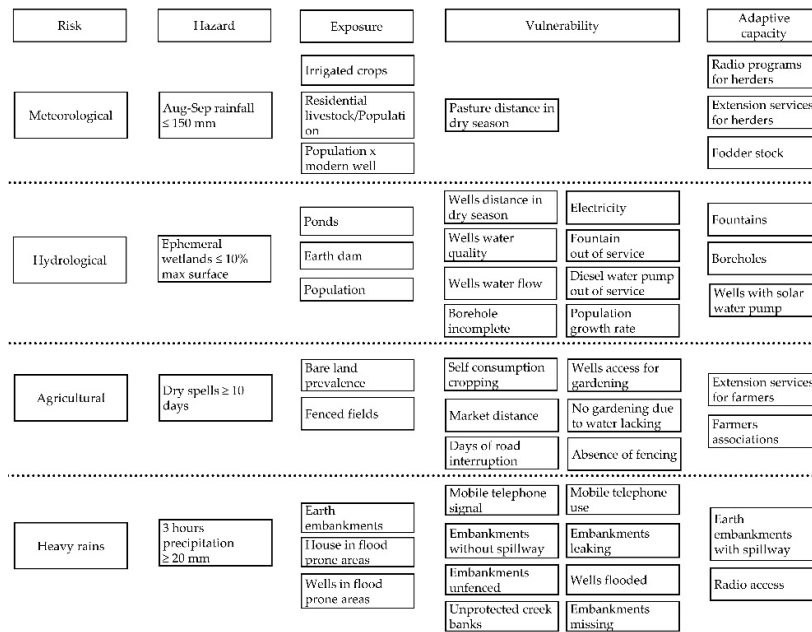 Risk
Hazard
Exposure
Vulnerability
Adaptive
capacity
Meteorological
Aug-Sep rainfall
≤ 150 mm
Irrigated crops
Residential
livestock/Populati
on
Population x
modern well
Pasture distance in
dry season
Radio programs
for herders
Extension services
for herders
Fodder stock
Hydrological
Ephemeral
wetlands ≤ 10%
max surface
Ponds
Earth dam
Population
Wells distance in
dry season
Electricity
Wells water
quality
Fountain
out of service
Wells water flow
Diesel water pump
out of service
Borehole
incomplete
Population
growth rate
Fountains
Boreholes
Wells with solar
water pump
Agricultural
Dry spells ≥ 10
days
Bare land
prevalence
Fenced fields
Self consumption
cropping
Wells access for
gardening
Market distance
No gardening due
to water lacking
Days of road
interruption
Absence of fencing
Extension services
for farmers
Farmers
associations
Heavy rains
3 hours
precipitation
≥ 20 mm
Earth
embankments
House in flood
prone areas
Wells in flood
prone areas
Mobile telephone
signal
Mobile telephone
use
Embankments
without spillway
Embankments
leaking
Embankments
unfenced
Wells flooded
Unprotected creek
banks
Embankments
missing
Earth
embankments
with spillway
Radio access